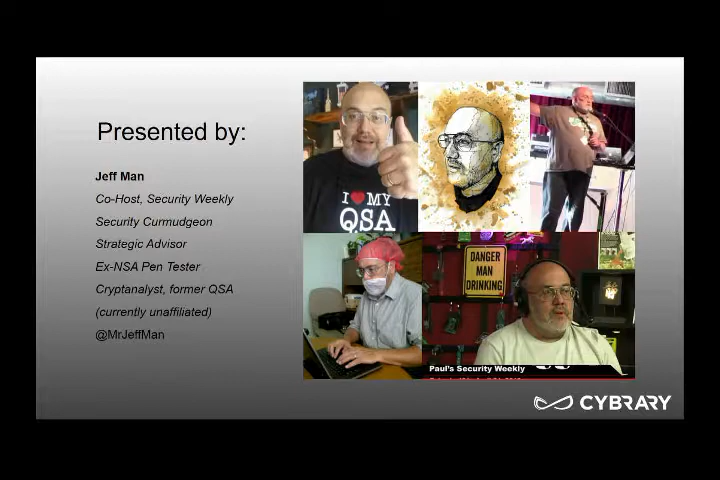 Presented by:
Jeff Man
Co-Host, Security Weekly
Security Curmudgeon
Strategic Advisor
Ex-NSA Pen Tester
Cryptanalyst, former QSA
(currently unaffiliated)
@MrJeffMan
I ♥ MY
QSA
DANGER
MAN
DRINKING
Paul's Security Weekly
CYBRARY